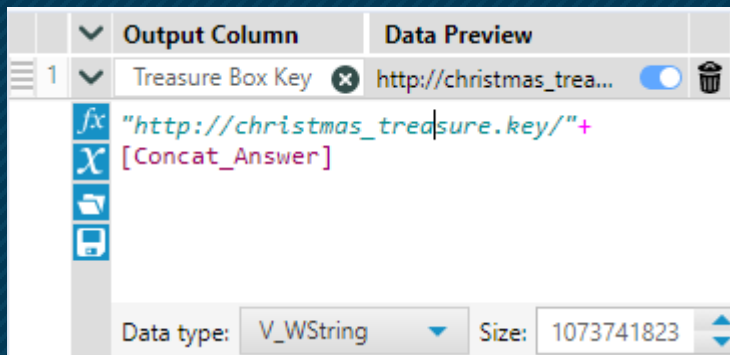 Output Column Data Preview
1 Treasure Box Key http://christmas_trea...
fx "http://christmas_treasure.key/"+
X [Concat_Answer]
Data type: V_WString Size: 1073741823